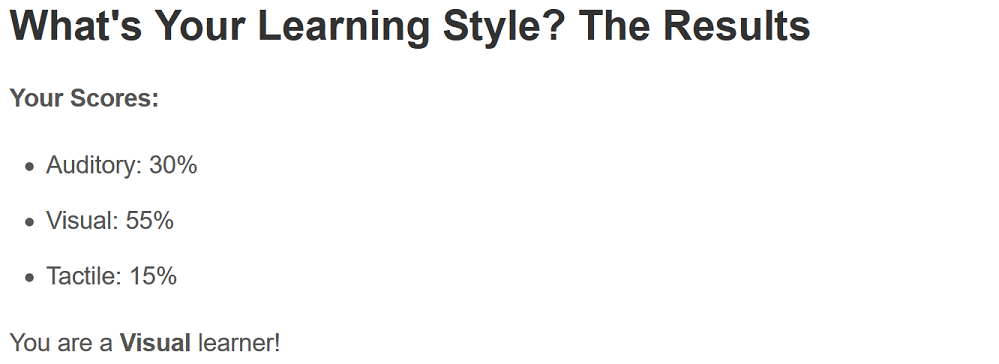 What's Your Learning Style? The Results
Your Scores:
• Auditory: 30%
• Visual: 55%
• Tactile: 15%
You are a Visual learner!